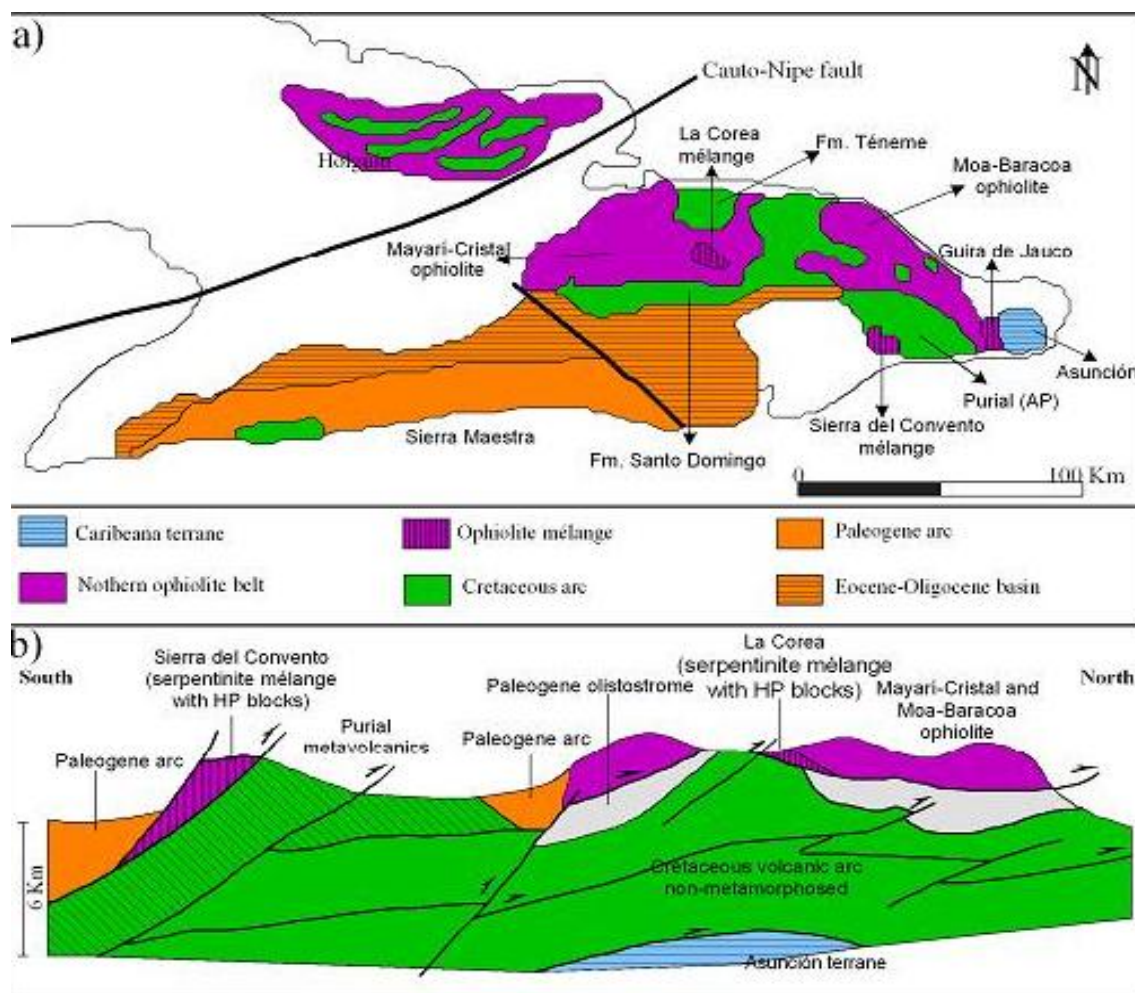 a)
N
Cauto-Nipe fault
La Corea
mélange
Fm. Téneme
Moa-Baracoa
ophiolite
Holguín
Mayarí-Cristal
ophiolite
Guira de Jauco
Asunción
Purial (AP)
Sierra del Convento
mélange
Sierra Maestra
Fm. Santo Domingo
0
100 Km
Caribeana terrane
Ophiolite mélange
Paleogene arc
Nothern ophiolite belt
Cretaceous arc
Eocene-Oligocene basin
b)
South
Sierra del Convento
(serpentinite mélange
with HP blocks)
La Corea
(serpentinite mélange
with HP blocks)
North
Paleogene olistostrome
Mayarí-Cristal and
Moa-Baracoa
ophiolite
Purial
metavolcanics
Paleogene arc
Paleogene arc
6 Km
Cretaceous volcanic arc
non-metamorphosed
Asunción terrane